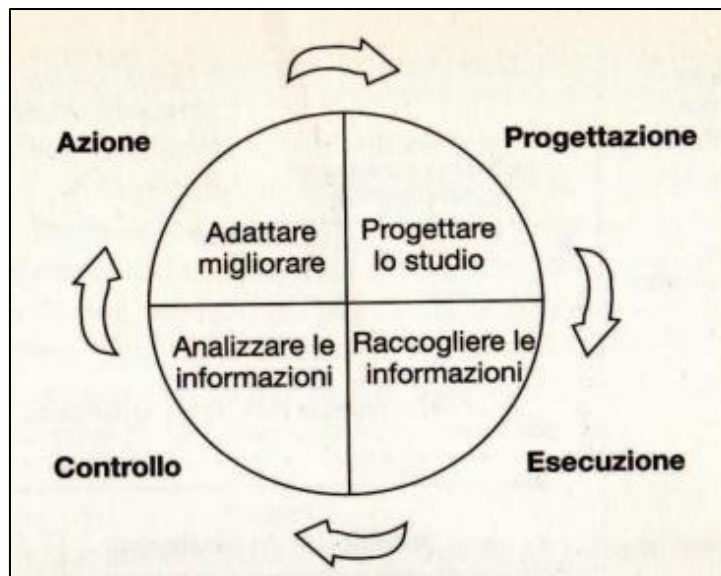 Azione
Progettazione
Adattare
migliorare
Progettare
lo studio
Analizzare le
informazioni
Raccogliere le
informazioni
Controllo
Esecuzione